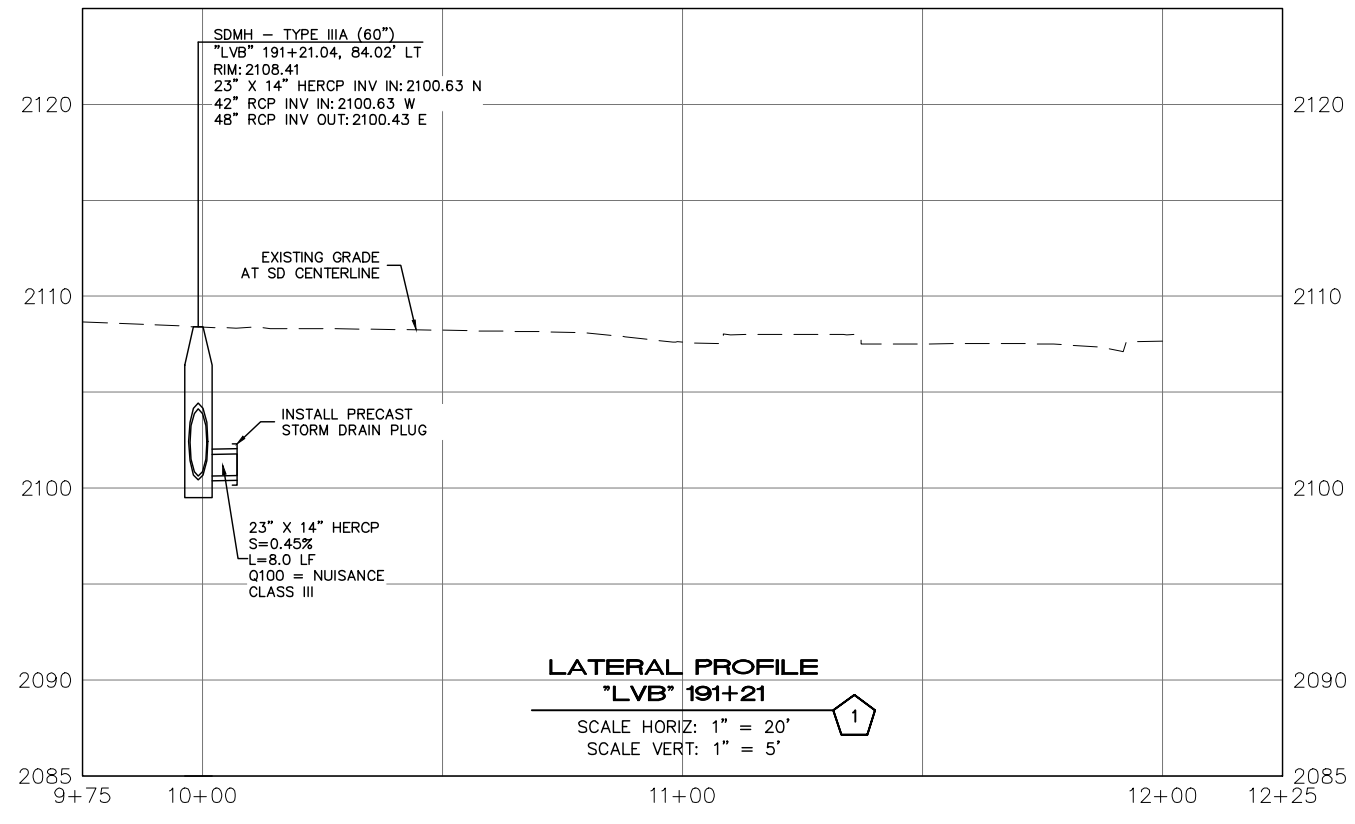 SDMH – TYPE IIIA (60")
"LVB" 191+21.04, 84.02' LT
RIM: 2108.41
23" X 14" HERCP INV IN: 2100.63 N
42" RCP INV IN: 2100.63 W
48" RCP INV OUT: 2100.43 E
2120
2120
EXISTING GRADE
AT SD CENTERLINE
2110
2110
INSTALL PRECAST
STORM DRAIN PLUG
2100
2100
23" X 14" HERCP
S=0.45%
L=8.0 LF
Q100 = NUISANCE
CLASS III
2090
2090
LATERAL PROFILE
"LVB" 191+21
1
SCALE HORIZ: 1" = 20'
SCALE VERT: 1" = 5'
2085
2085
9+75
10+00
11+00
12+00
12+25